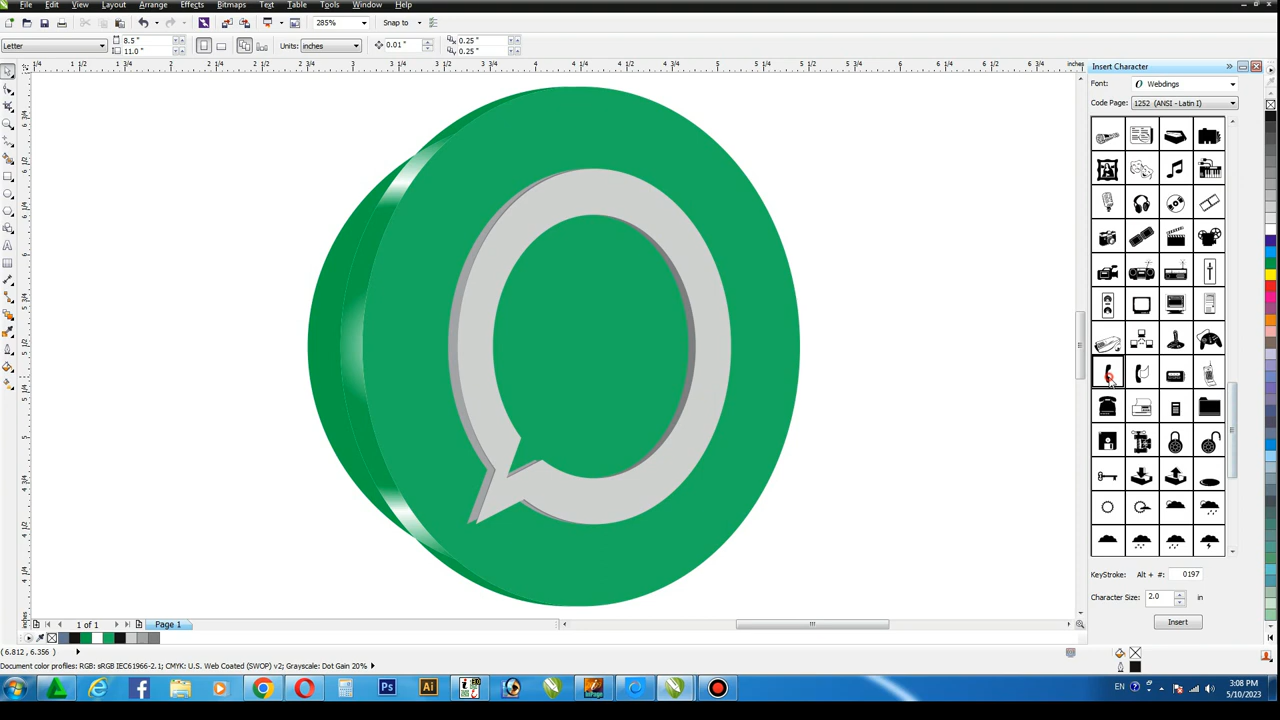 File Edit View Layout Arrange Effects Bitmaps Text Table Tools Window Help
285% Snap to
Letter 8.5 " 11.0 " Units: inches 0.01 " 0.25 " 0.25 "
inches
Insert Character
Font: O Webdings
Code Page: 1252 (ANSI - Latin I)
KeyStroke: Alt + #: 0197
Character Size: 2.0 in
Insert
1 of 1 Page 1
(6.812, 6.356 )
Document color profiles: RGB: sRGB IEC61966-2.1; CMYK: U.S. Web Coated (SWOP) v2; Grayscale: Dot Gain 20%
Ps Ai
EN 3:08 PM
5/10/2023